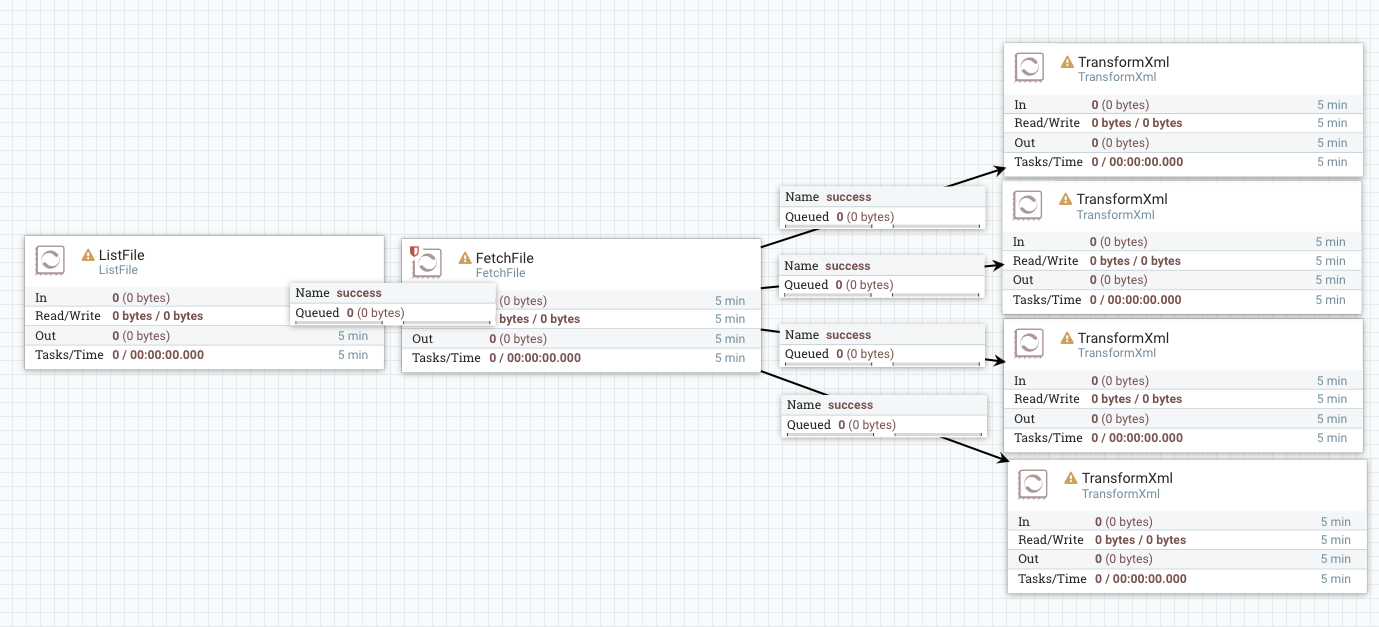 ListFile
ListFile
In 0 (0 bytes)
Read/Write 0 bytes / 0 bytes
Out 0 (0 bytes) 5 min
Tasks/Time 0 / 00:00:00.000 5 min
Name success
Queued 0 (0 bytes)
FetchFile
FetchFile
(0 bytes) 5 min
bytes / 0 bytes 5 min
Out 0 (0 bytes) 5 min
Tasks/Time 0 / 00:00:00.000 5 min
Name success
Queued 0 (0 bytes)
Name success
Queued 0 (0 bytes)
Name success
Queued 0 (0 bytes)
Name success
Queued 0 (0 bytes)
TransformXml
TransformXml
In 0 (0 bytes) 5 min
Read/Write 0 bytes / 0 bytes 5 min
Out 0 (0 bytes) 5 min
Tasks/Time 0 / 00:00:00.000 5 min
TransformXml
TransformXml
In 0 (0 bytes) 5 min
Read/Write 0 bytes / 0 bytes 5 min
Out 0 (0 bytes) 5 min
Tasks/Time 0 / 00:00:00.000 5 min
TransformXml
TransformXml
In 0 (0 bytes) 5 min
Read/Write 0 bytes / 0 bytes 5 min
Out 0 (0 bytes) 5 min
Tasks/Time 0 / 00:00:00.000 5 min
TransformXml
TransformXml
In 0 (0 bytes) 5 min
Read/Write 0 bytes / 0 bytes 5 min
Out 0 (0 bytes) 5 min
Tasks/Time 0 / 00:00:00.000 5 min